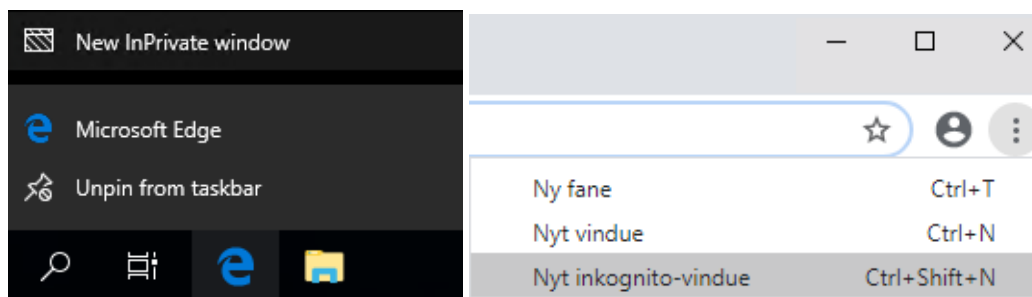 New InPrivate window
Microsoft Edge
Unpin from taskbar
Ny fane Ctrl+T
Nyt vindue Ctrl+N
Nyt inkognito-vindue Ctrl+Shift+N